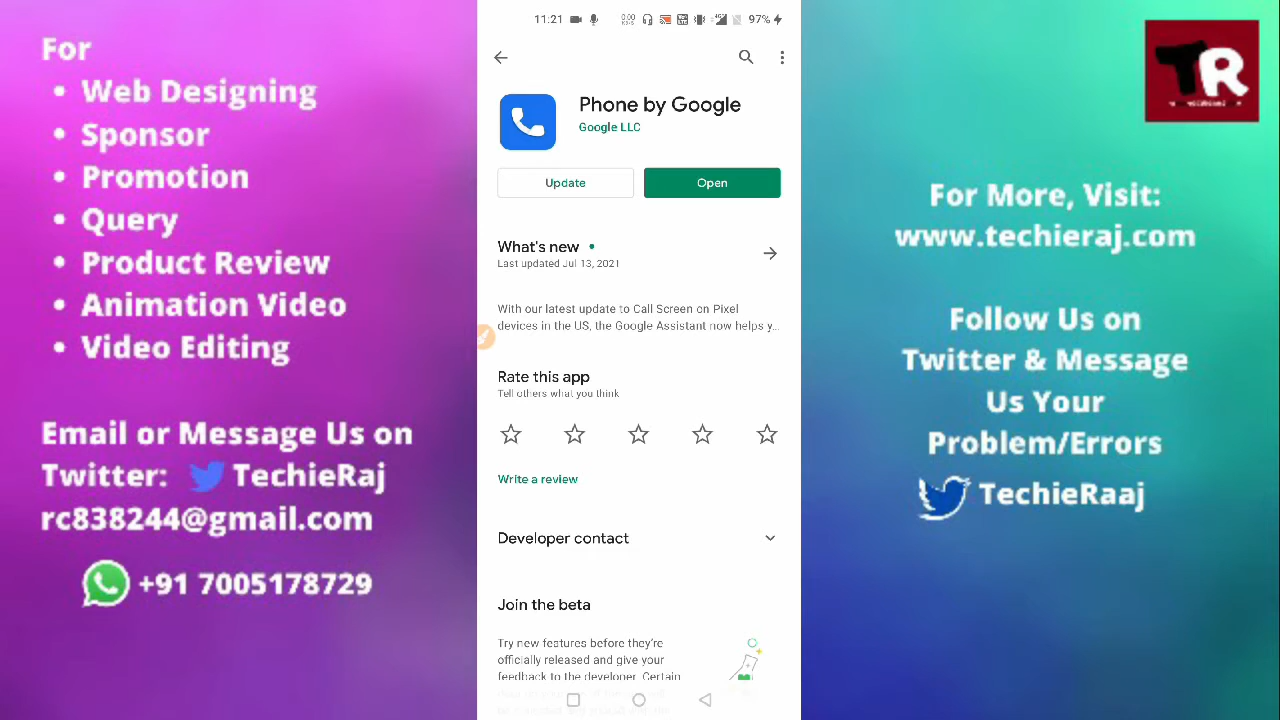 For
• Web Designing
• Sponsor
• Promotion
• Query
• Product Review
• Animation Video
• Video Editing
Email or Message Us on
Twitter: TechieRaj
rc838244@gmail.com
+91 7005178729
11:21
0.00
97%
Phone by Google
Google LLC
Update
Open
What's new •
Last updated Jul 13, 2021
With our latest update to Call Screen on Pixel
devices in the US, the Google Assistant now helps y...
Rate this app
Tell others what you think
Write a review
Developer contact
Join the beta
Try new features before they're
officially released and give your
feedback to the developer. Certain
TR
For More, Visit:
www.techieraj.com
Follow Us on
Twitter & Message
Us Your
Problem/Errors
TechieRaaj